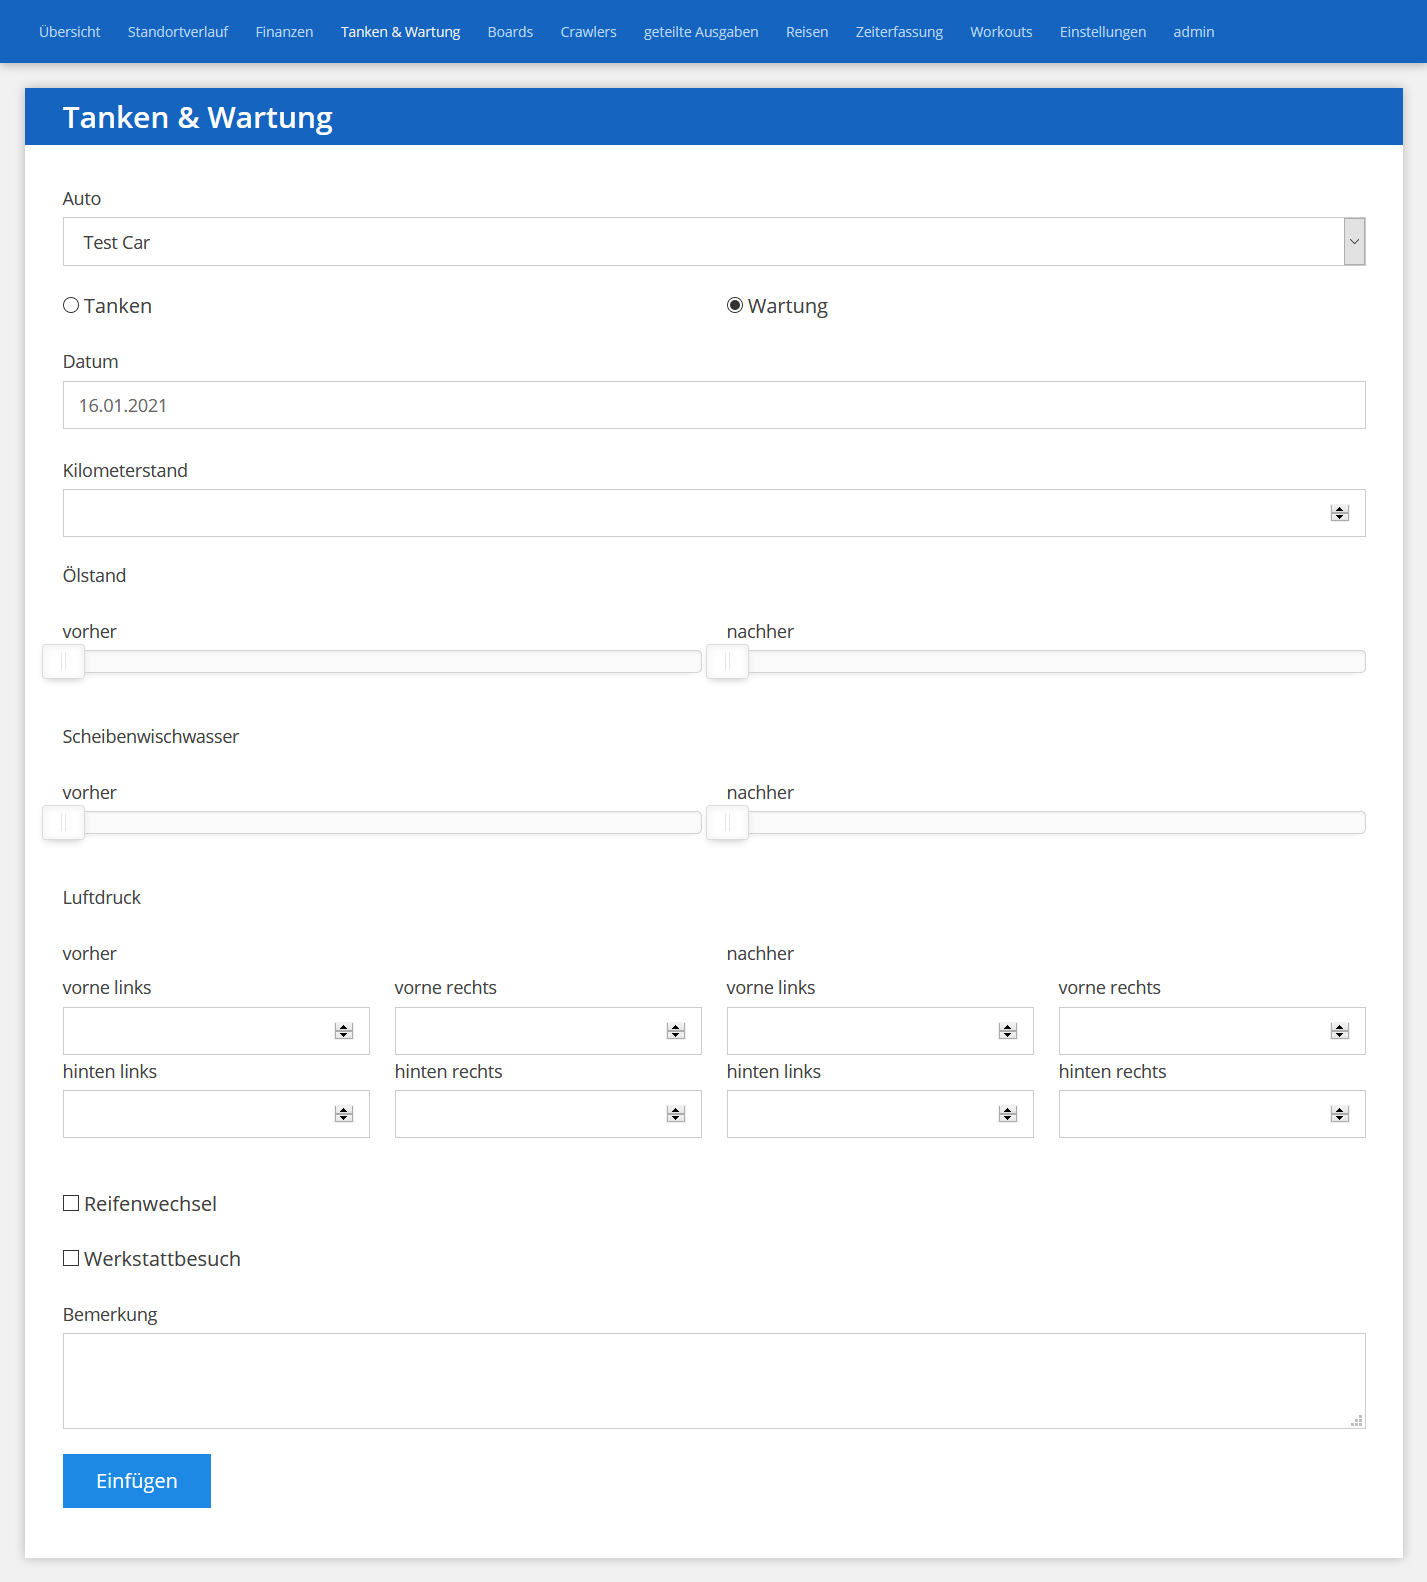 Übersicht Standortverlauf Finanzen Tanken & Wartung Boards Crawlers geteilte Ausgaben Reisen Zeiterfassung Workouts Einstellungen admin
Tanken & Wartung
Auto
Test Car
Tanken Wartung
Datum
16.01.2021
Kilometerstand
Ölstand
vorher nachher
Scheibenwischwasser
vorher nachher
Luftdruck
vorher nachher
vorne links vorne rechts vorne links vorne rechts
hinten links hinten rechts hinten links hinten rechts
Reifenwechsel
Werkstattbesuch
Bemerkung
Einfügen